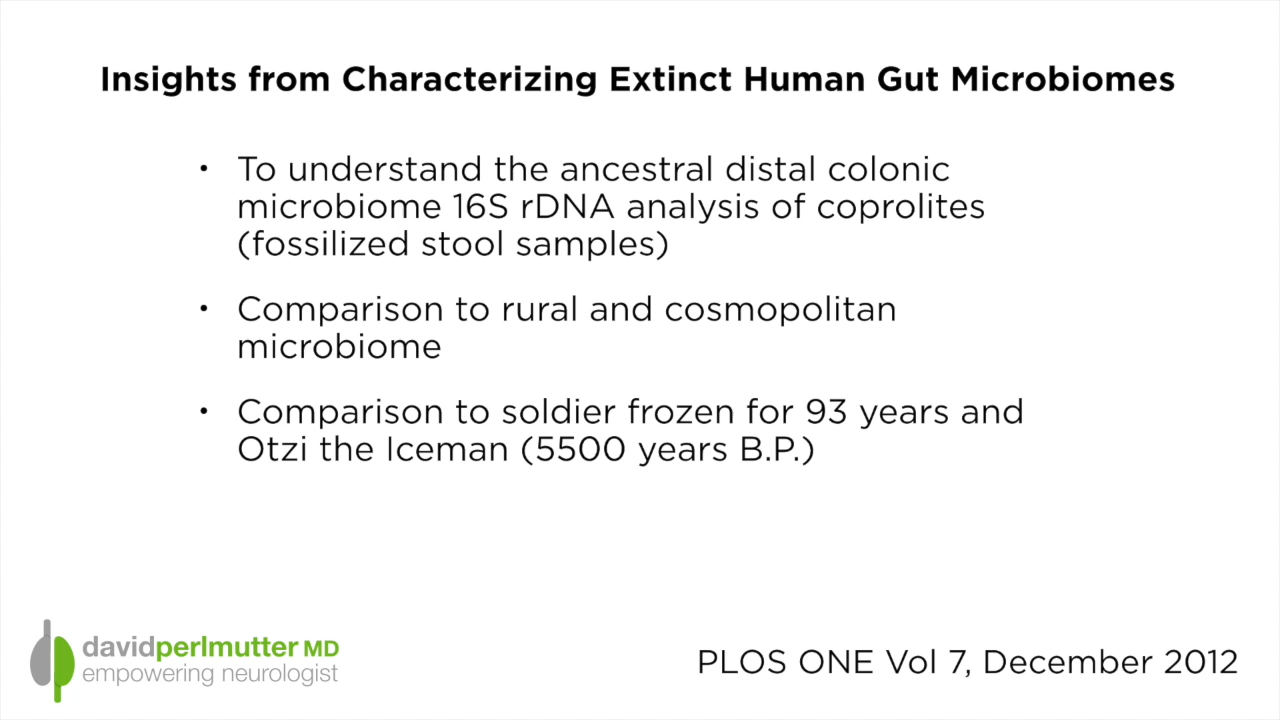 Insights from Characterizing Extinct Human Gut Microbiomes
• To understand the ancestral distal colonic
microbiome 16S rDNA analysis of coprolites
(fossilized stool samples)
• Comparison to rural and cosmopolitan
microbiome
• Comparison to soldier frozen for 93 years and
Otzi the Iceman (5500 years B.P.)
davidperlmutter MD
empowering neurologist
PLOS ONE Vol 7, December 2012